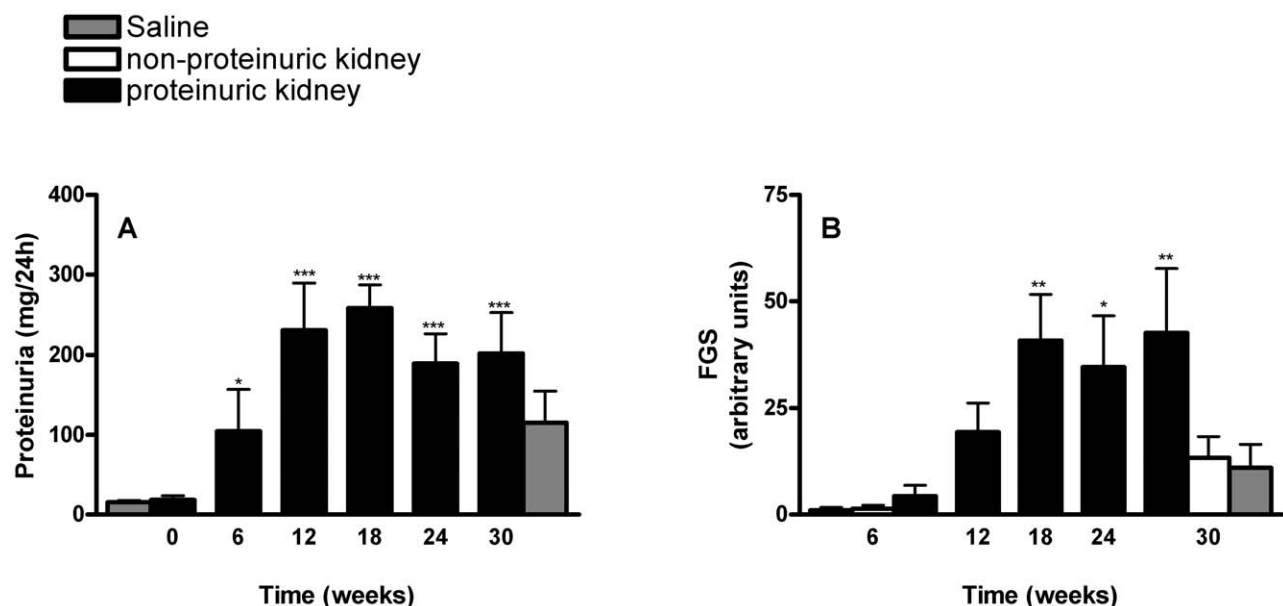 Saline
non-proteinuric kidney
proteinuric kidney
A
Proteinuria (mg/24h)
400
300
200
100
0
*
***
***
***
***
0 6 12 18 24 30
Time (weeks)
B
FGS
(arbitrary units)
75
50
25
0
**
*
**
6 12 18 24 30
Time (weeks)